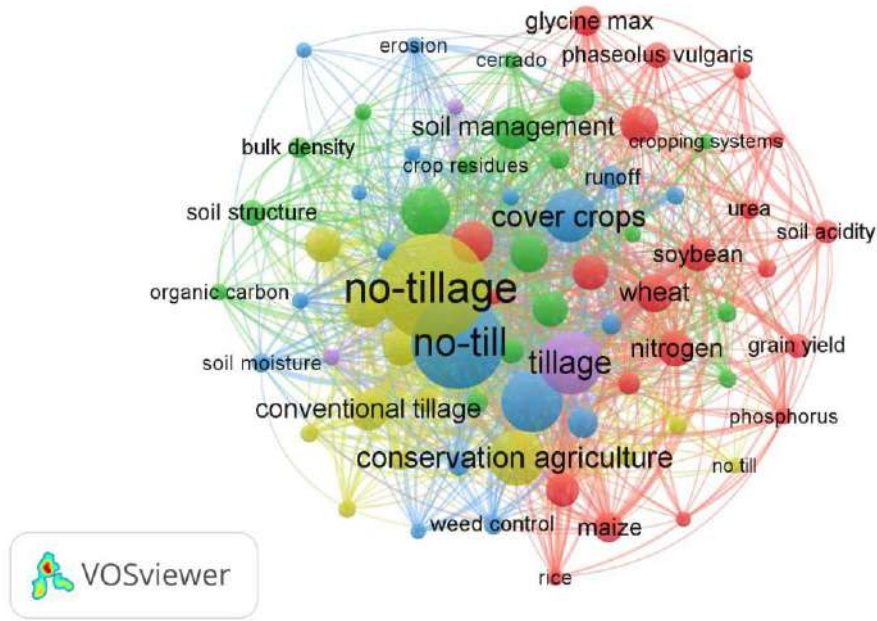 glycine max
erosion
phaseolus vulgaris
cerrado
soil management
cropping systems
bulk density
crop residues
runoff
soil structure
cover crops
urea
soil acidity
soybean
no-tillage
organic carbon
wheat
no-till
nitrogen
grain yield
soil moisture
tillage
conventional tillage
phosphorus
conservation agriculture
no till
weed control
maize
VOSviewer
rice